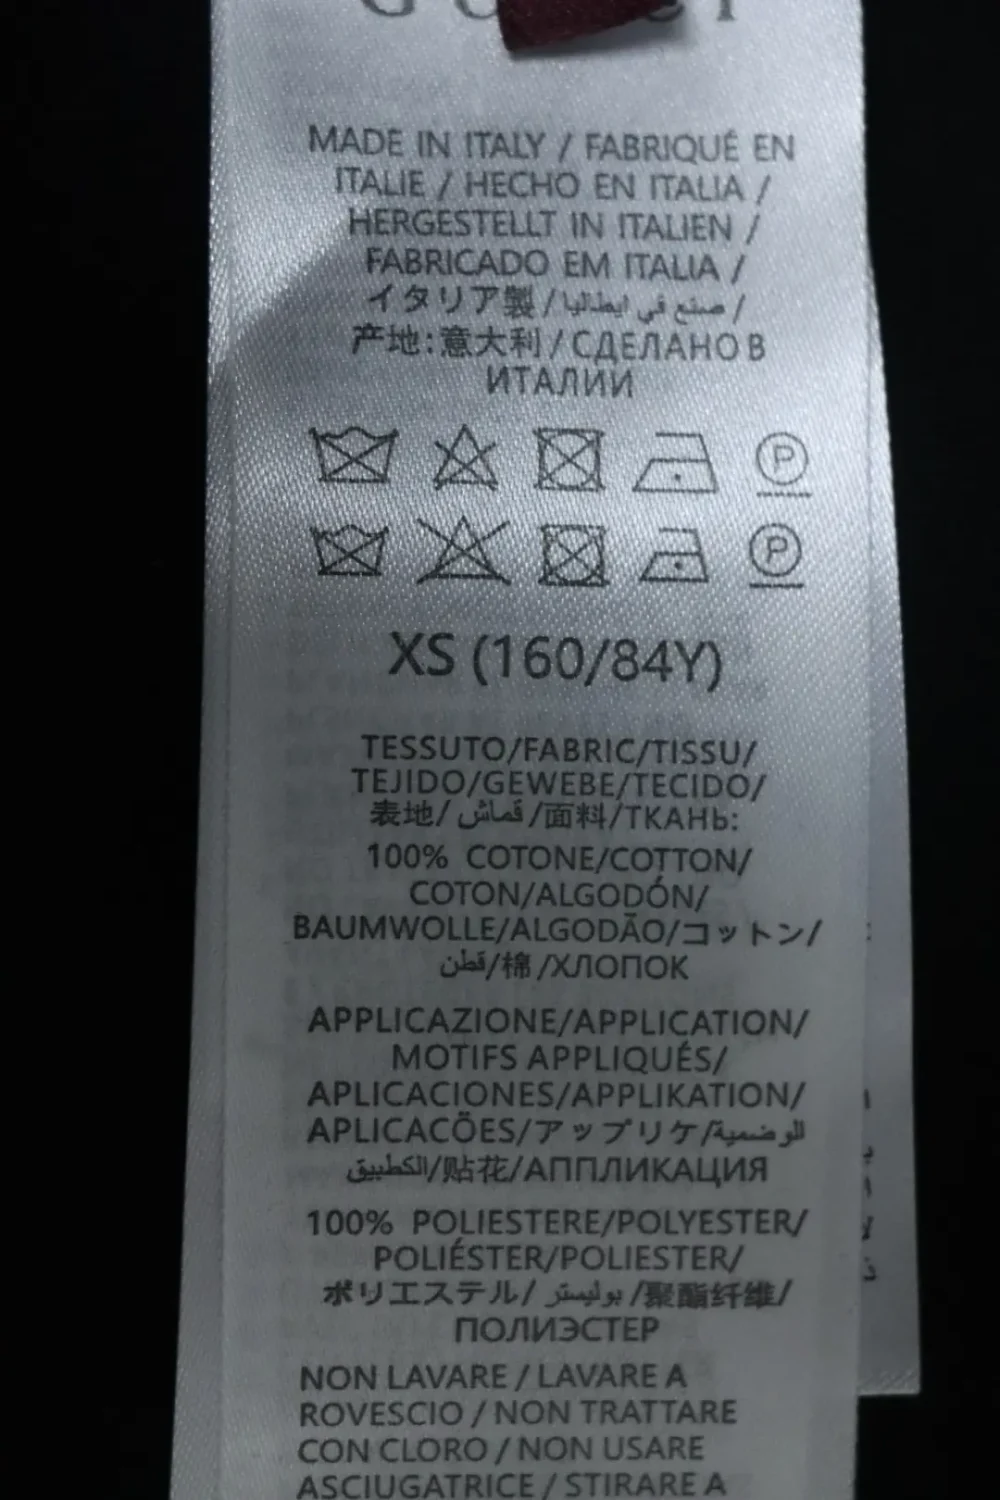 MADE IN ITALY / FABRIQUÉ EN
ITALIE / HECHO EN ITALIA /
HERGESTELLT IN ITALIEN /
FABRICADO EM ITALIA /
イタリア製 / صنع في ايطاليا /
产地:意大利 / СДЕЛАНО В
ИТАЛИИ
P
P
XS (160/84Y)
TESSUTO/FABRIC/TISSU/
TEJIDO/GEWEBE/TECIDO/
表地/ قماش /面料/ТКАНЬ:
100% COTONE/COTTON/
COTON/ALGODÓN/
BAUMWOLLE/ALGODÃO/コットン/
قطن/棉/ХЛОПОК
APPLICAZIONE/APPLICATION/
MOTIFS APPLIQUÉS/
APLICACIONES/APPLIKATION/
APLICACÕES/アップリケ/الوضمية
الكطبيق/贴花/АППЛИКАЦИЯ
100% POLIESTERE/POLYESTER/
POLIÉSTER/POLIESTER/
ポリエステル/ بوليستر /聚酯纤维/
ПОЛИЭСТЕР
NON LAVARE / LAVARE A
ROVESCIO / NON TRATTARE
CON CLORO / NON USARE
ASCIUGATRICE / STIRARE A